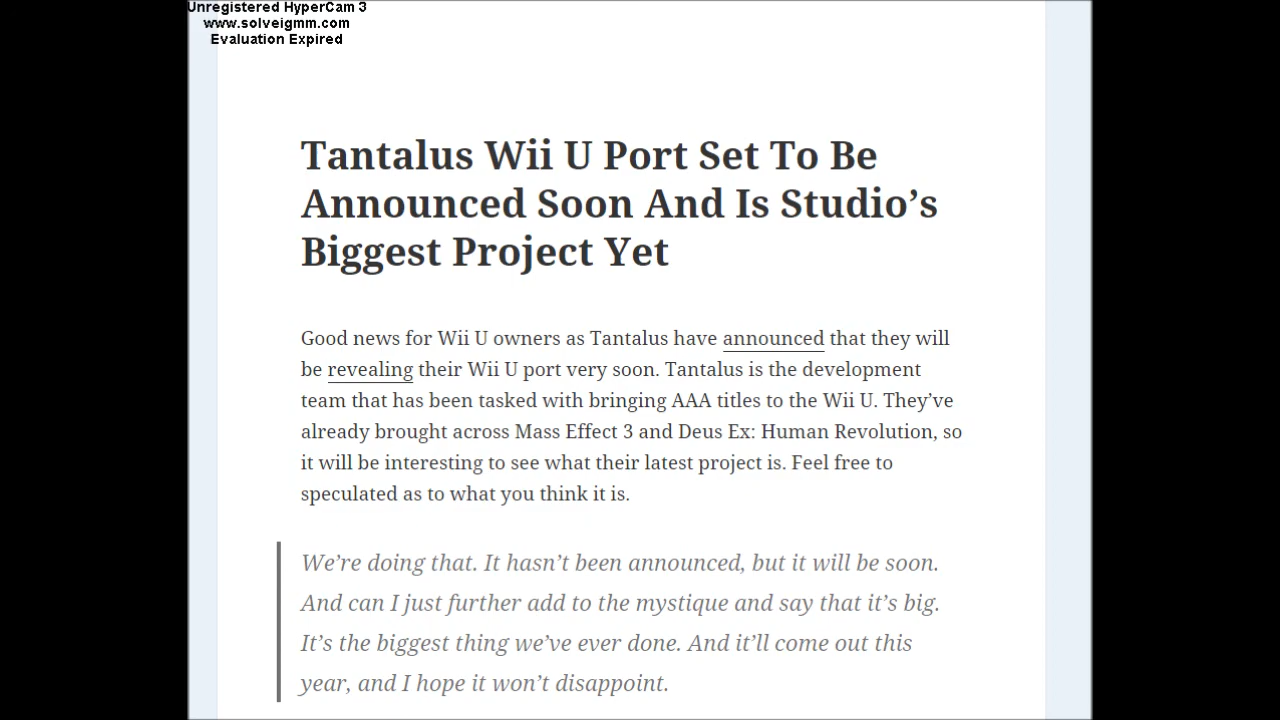 Unregistered HyperCam 3
www.solveigmm.com
Evaluation Expired
Tantalus Wii U Port Set To Be
Announced Soon And Is Studio’s
Biggest Project Yet
Good news for Wii U owners as Tantalus have announced that they will
be revealing their Wii U port very soon. Tantalus is the development
team that has been tasked with bringing AAA titles to the Wii U. They’ve
already brought across Mass Effect 3 and Deus Ex: Human Revolution, so
it will be interesting to see what their latest project is. Feel free to
speculated as to what you think it is.
We’re doing that. It hasn’t been announced, but it will be soon.
And can I just further add to the mystique and say that it’s big.
It’s the biggest thing we’ve ever done. And it’ll come out this
year, and I hope it won’t disappoint.